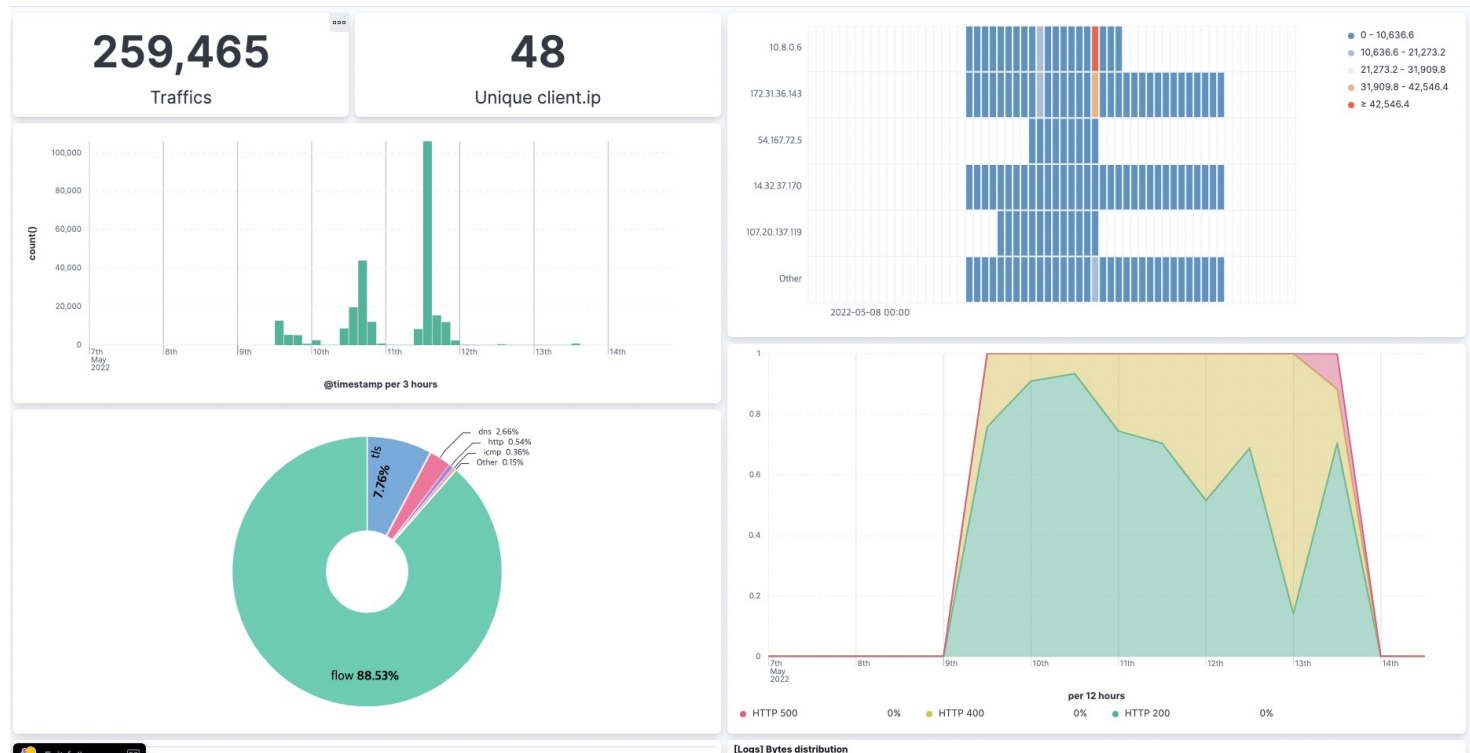 259,465
Traffics
48
Unique client.ip
10.8.0.6
172.31.36.143
54.167.72.5
14.32.37.170
107.20.137.119
Other
2022-05-08 00:00
0 - 10,636.6
10,636.6 - 21,273.2
21,273.2 - 31,909.8
31,909.8 - 42,546.4
≥ 42,546.4
count()
100,000
80,000
60,000
40,000
20,000
0
7th 8th 9th 10th 11th 12th 13th 14th
May
2022
@timestamp per 3 hours
dns 2.66%
http 0.54%
icmp 0.36%
Other 0.15%
tls
7.76%
flow 88.53%
1
0.8
0.6
0.4
0.2
0
7th 8th 9th 10th 11th 12th 13th 14th
May
2022
per 12 hours
HTTP 500 0% HTTP 400 0% HTTP 200 0%
[Logs] Bytes distribution